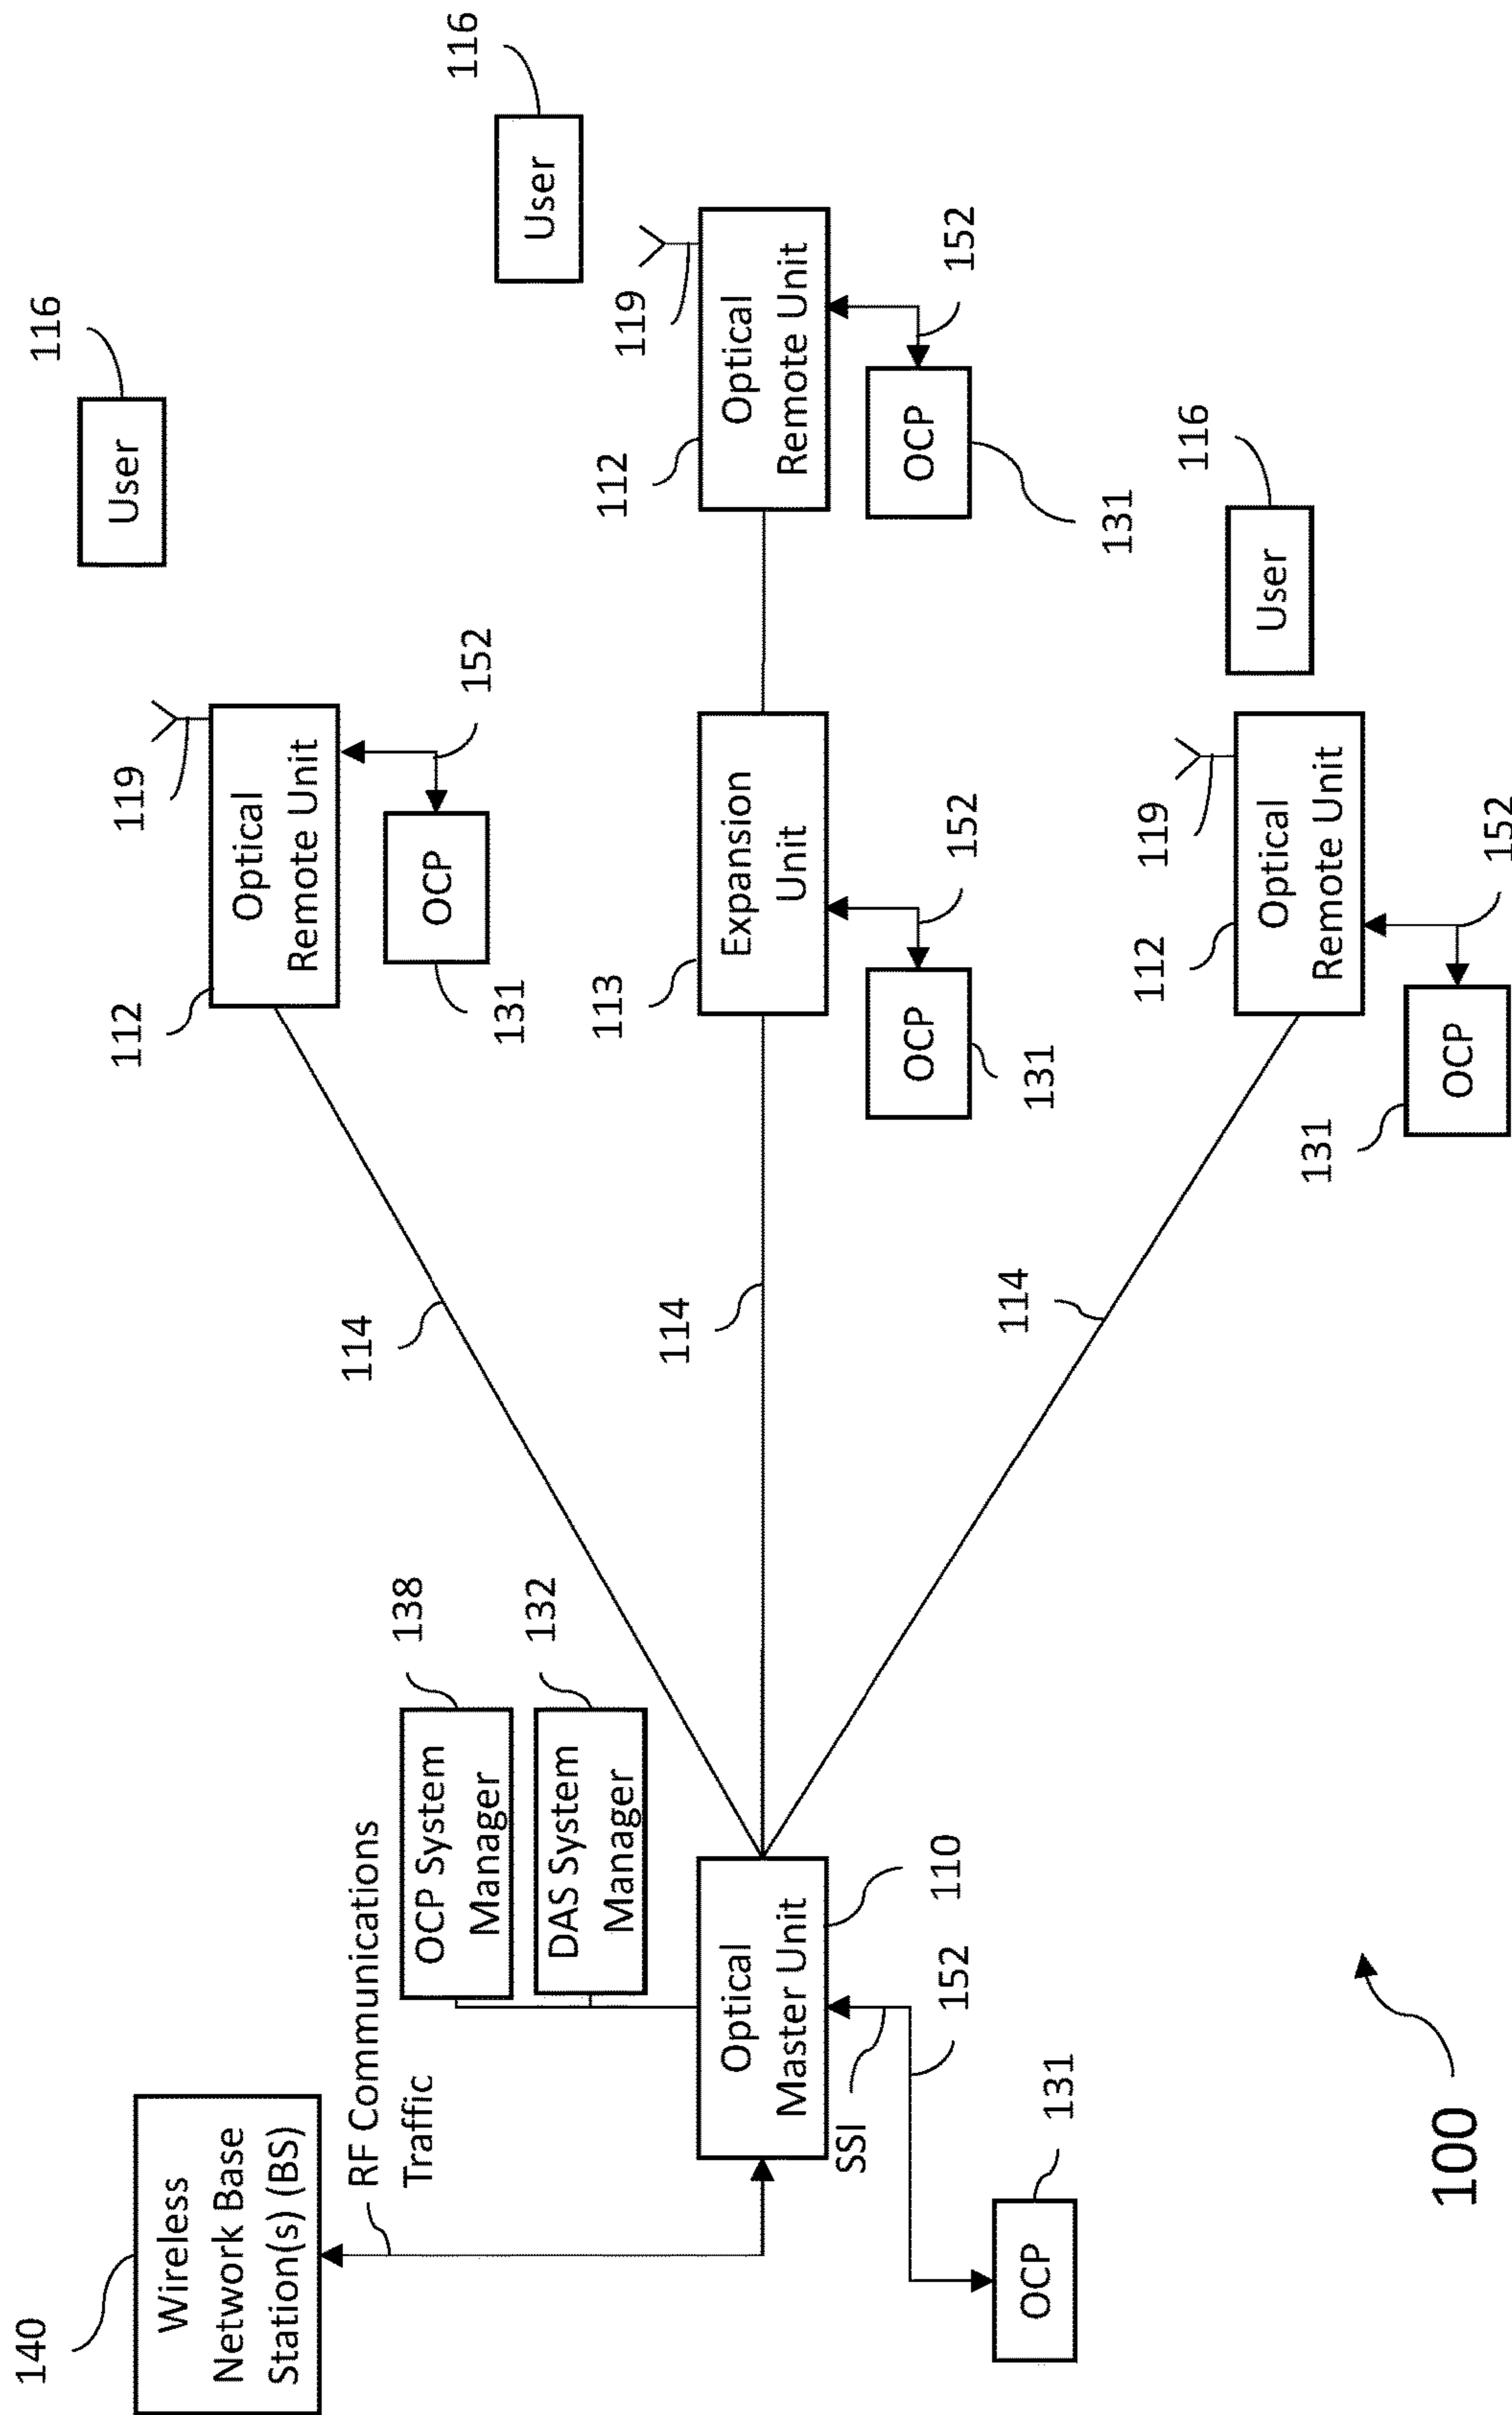 140
Wireless
Network Base
Station(s) (BS)
RF Communications
Traffic
138
OCP System
Manager
132
DAS System
Manager
Optical
Master Unit
110
SSI
152
OCP
131
100
114
114
114
112
Optical
Remote Unit
119
152
OCP
131
User
116
113
Expansion
Unit
152
OCP
131
112
Optical
Remote Unit
119
152
OCP
131
User
116
112
Optical
Remote Unit
119
152
OCP
131
User
116